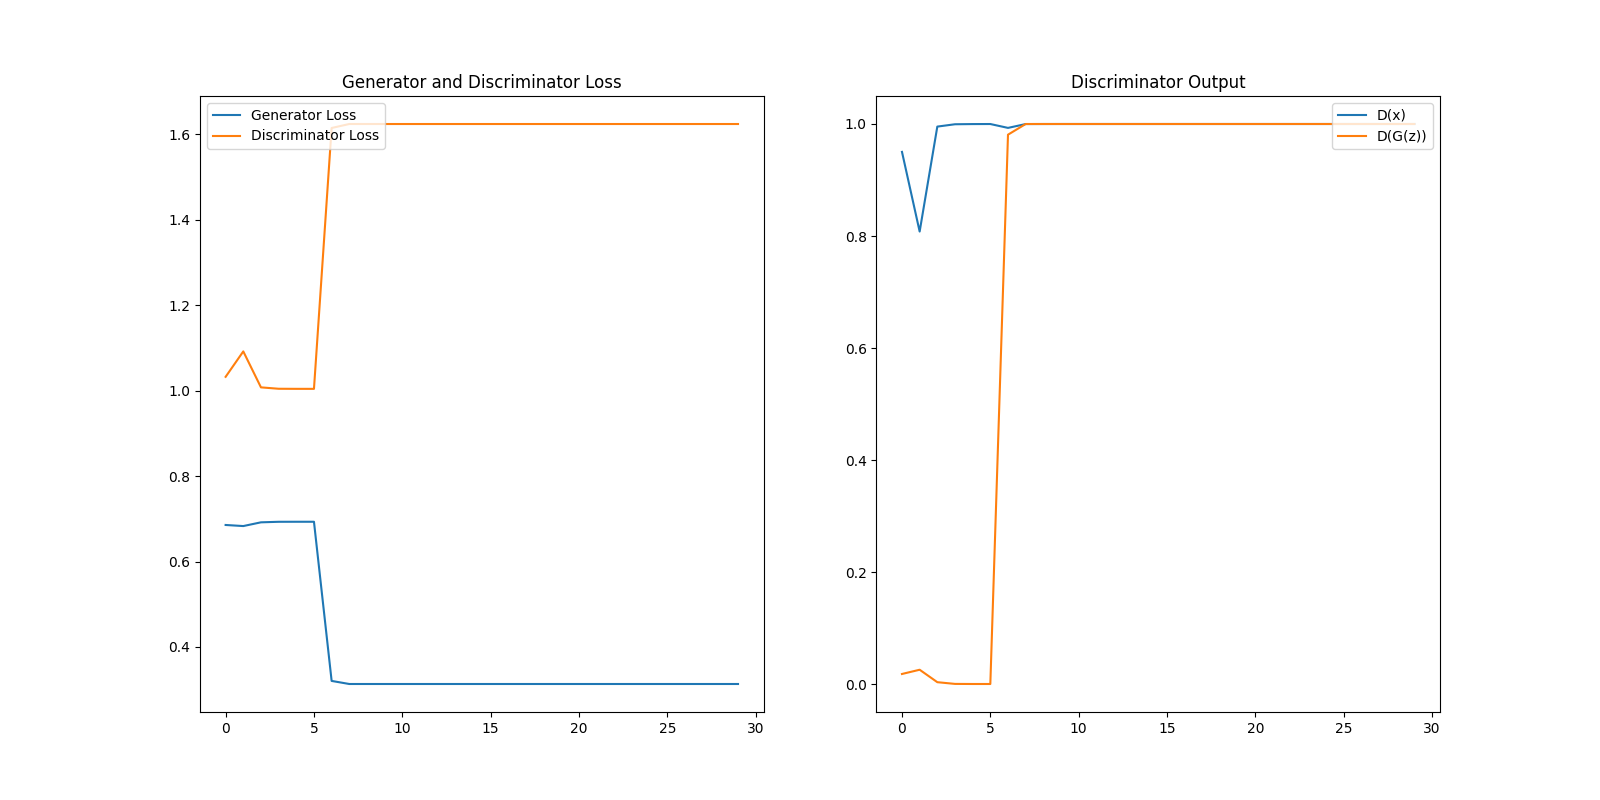 Generator and Discriminator Loss
Generator Loss
Discriminator Loss
1.6
1.4
1.2
1.0
0.8
0.6
0.4
0 5 10 15 20 25 30
Discriminator Output
D(x)
D(G(z))
1.0
0.8
0.6
0.4
0.2
0.0
0 5 10 15 20 25 30